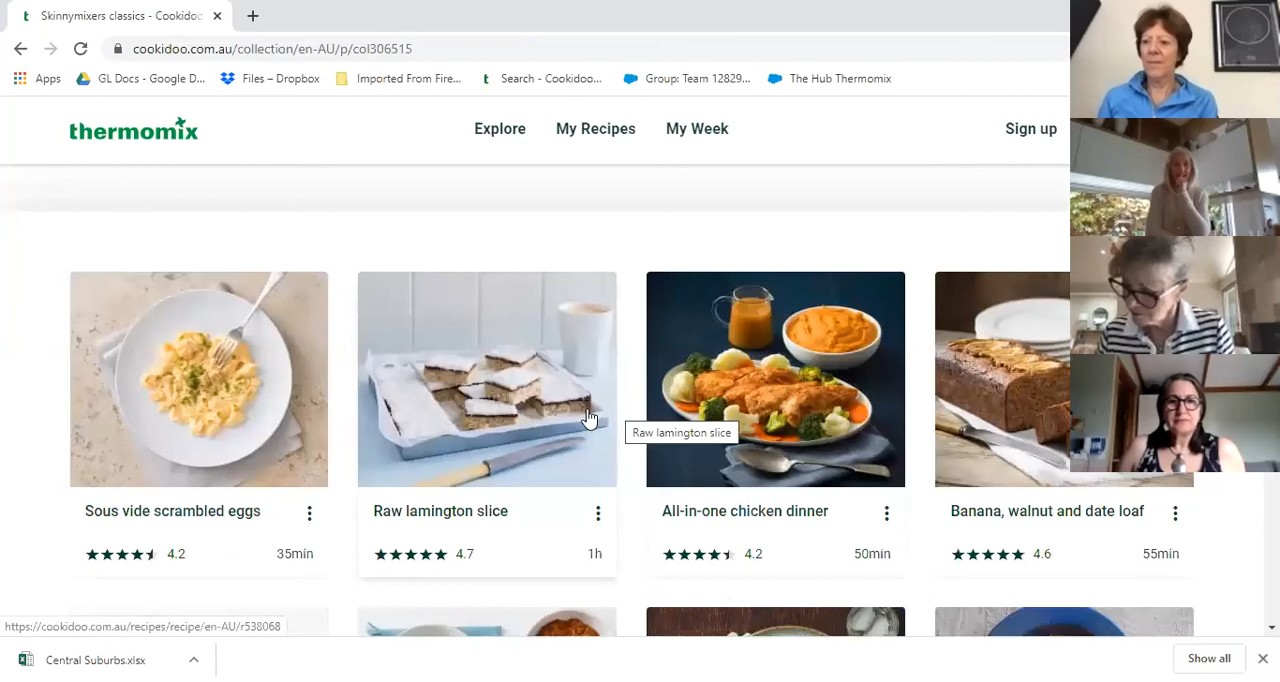 Skinnymixers classics - Cookidoo
cookidoo.com.au/collection/en-AU/p/col306515
Apps GL Docs - Google D... Files – Dropbox Imported From Fire... Search - Cookidoo... Group: Team 12829... The Hub Thermomix
thermomix Explore My Recipes My Week Sign up
Raw lamington slice
Sous vide scrambled eggs Raw lamington slice All-in-one chicken dinner Banana, walnut and date loaf
4.2 35min 4.7 1h 4.2 50min 4.6 55min
https://cookidoo.com.au/recipes/recipe/en-AU/r538068
Central Suburbs.xlsx Show all